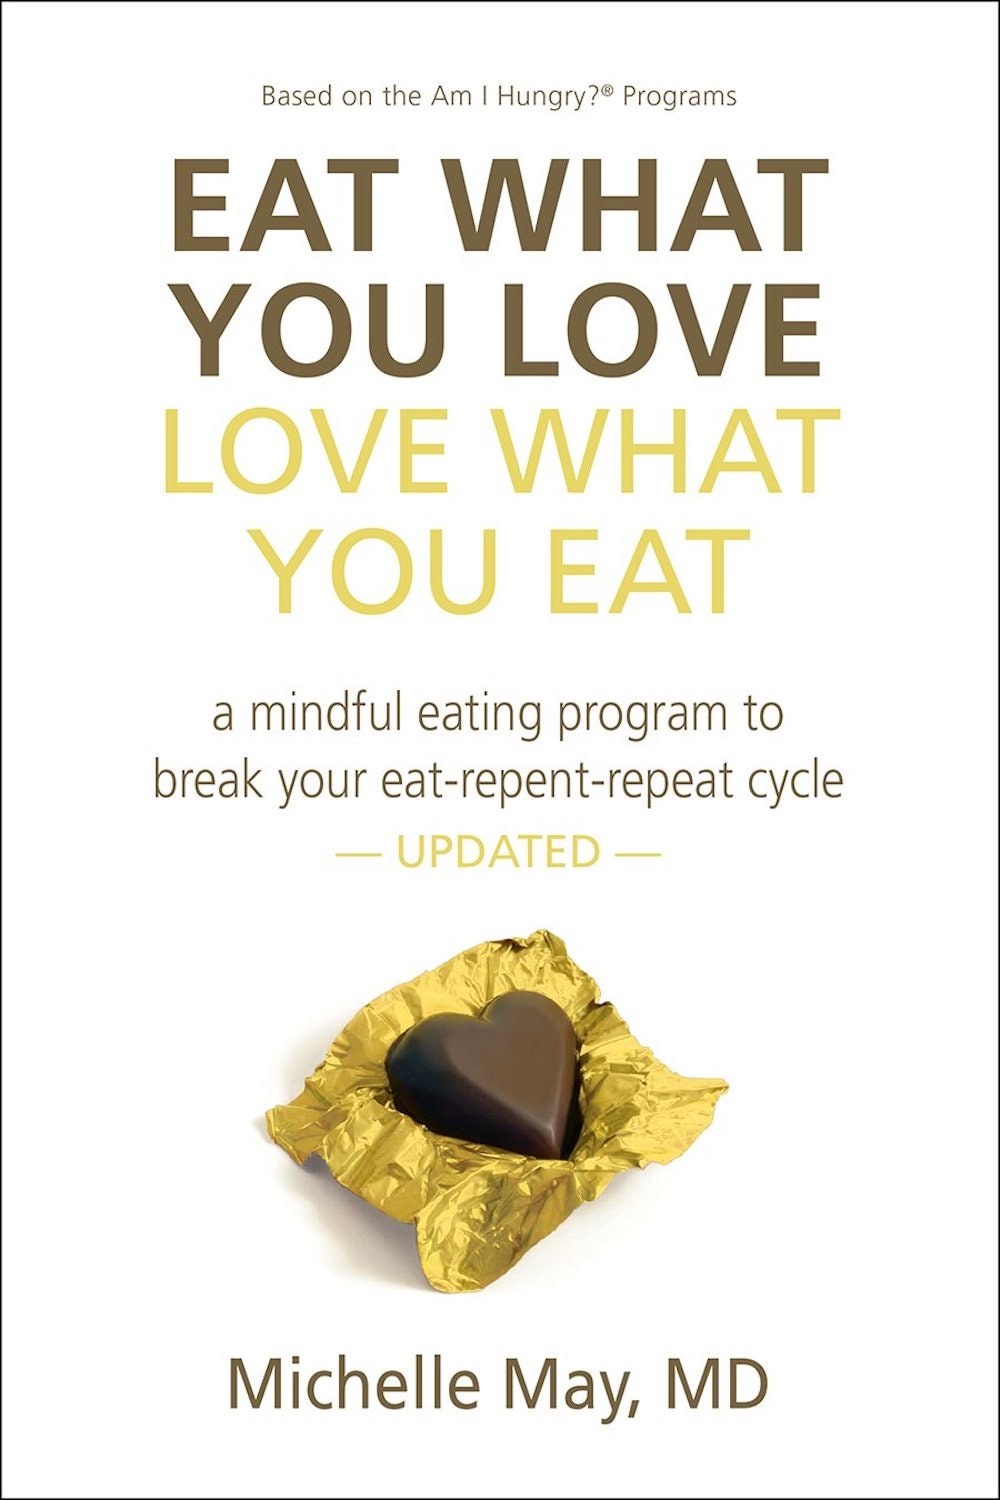 Based on the Am I Hungry?® Programs
EAT WHAT
YOU LOVE
LOVE WHAT
YOU EAT
a mindful eating program to
break your eat-repent-repeat cycle
— UPDATED —
Michelle May, MD